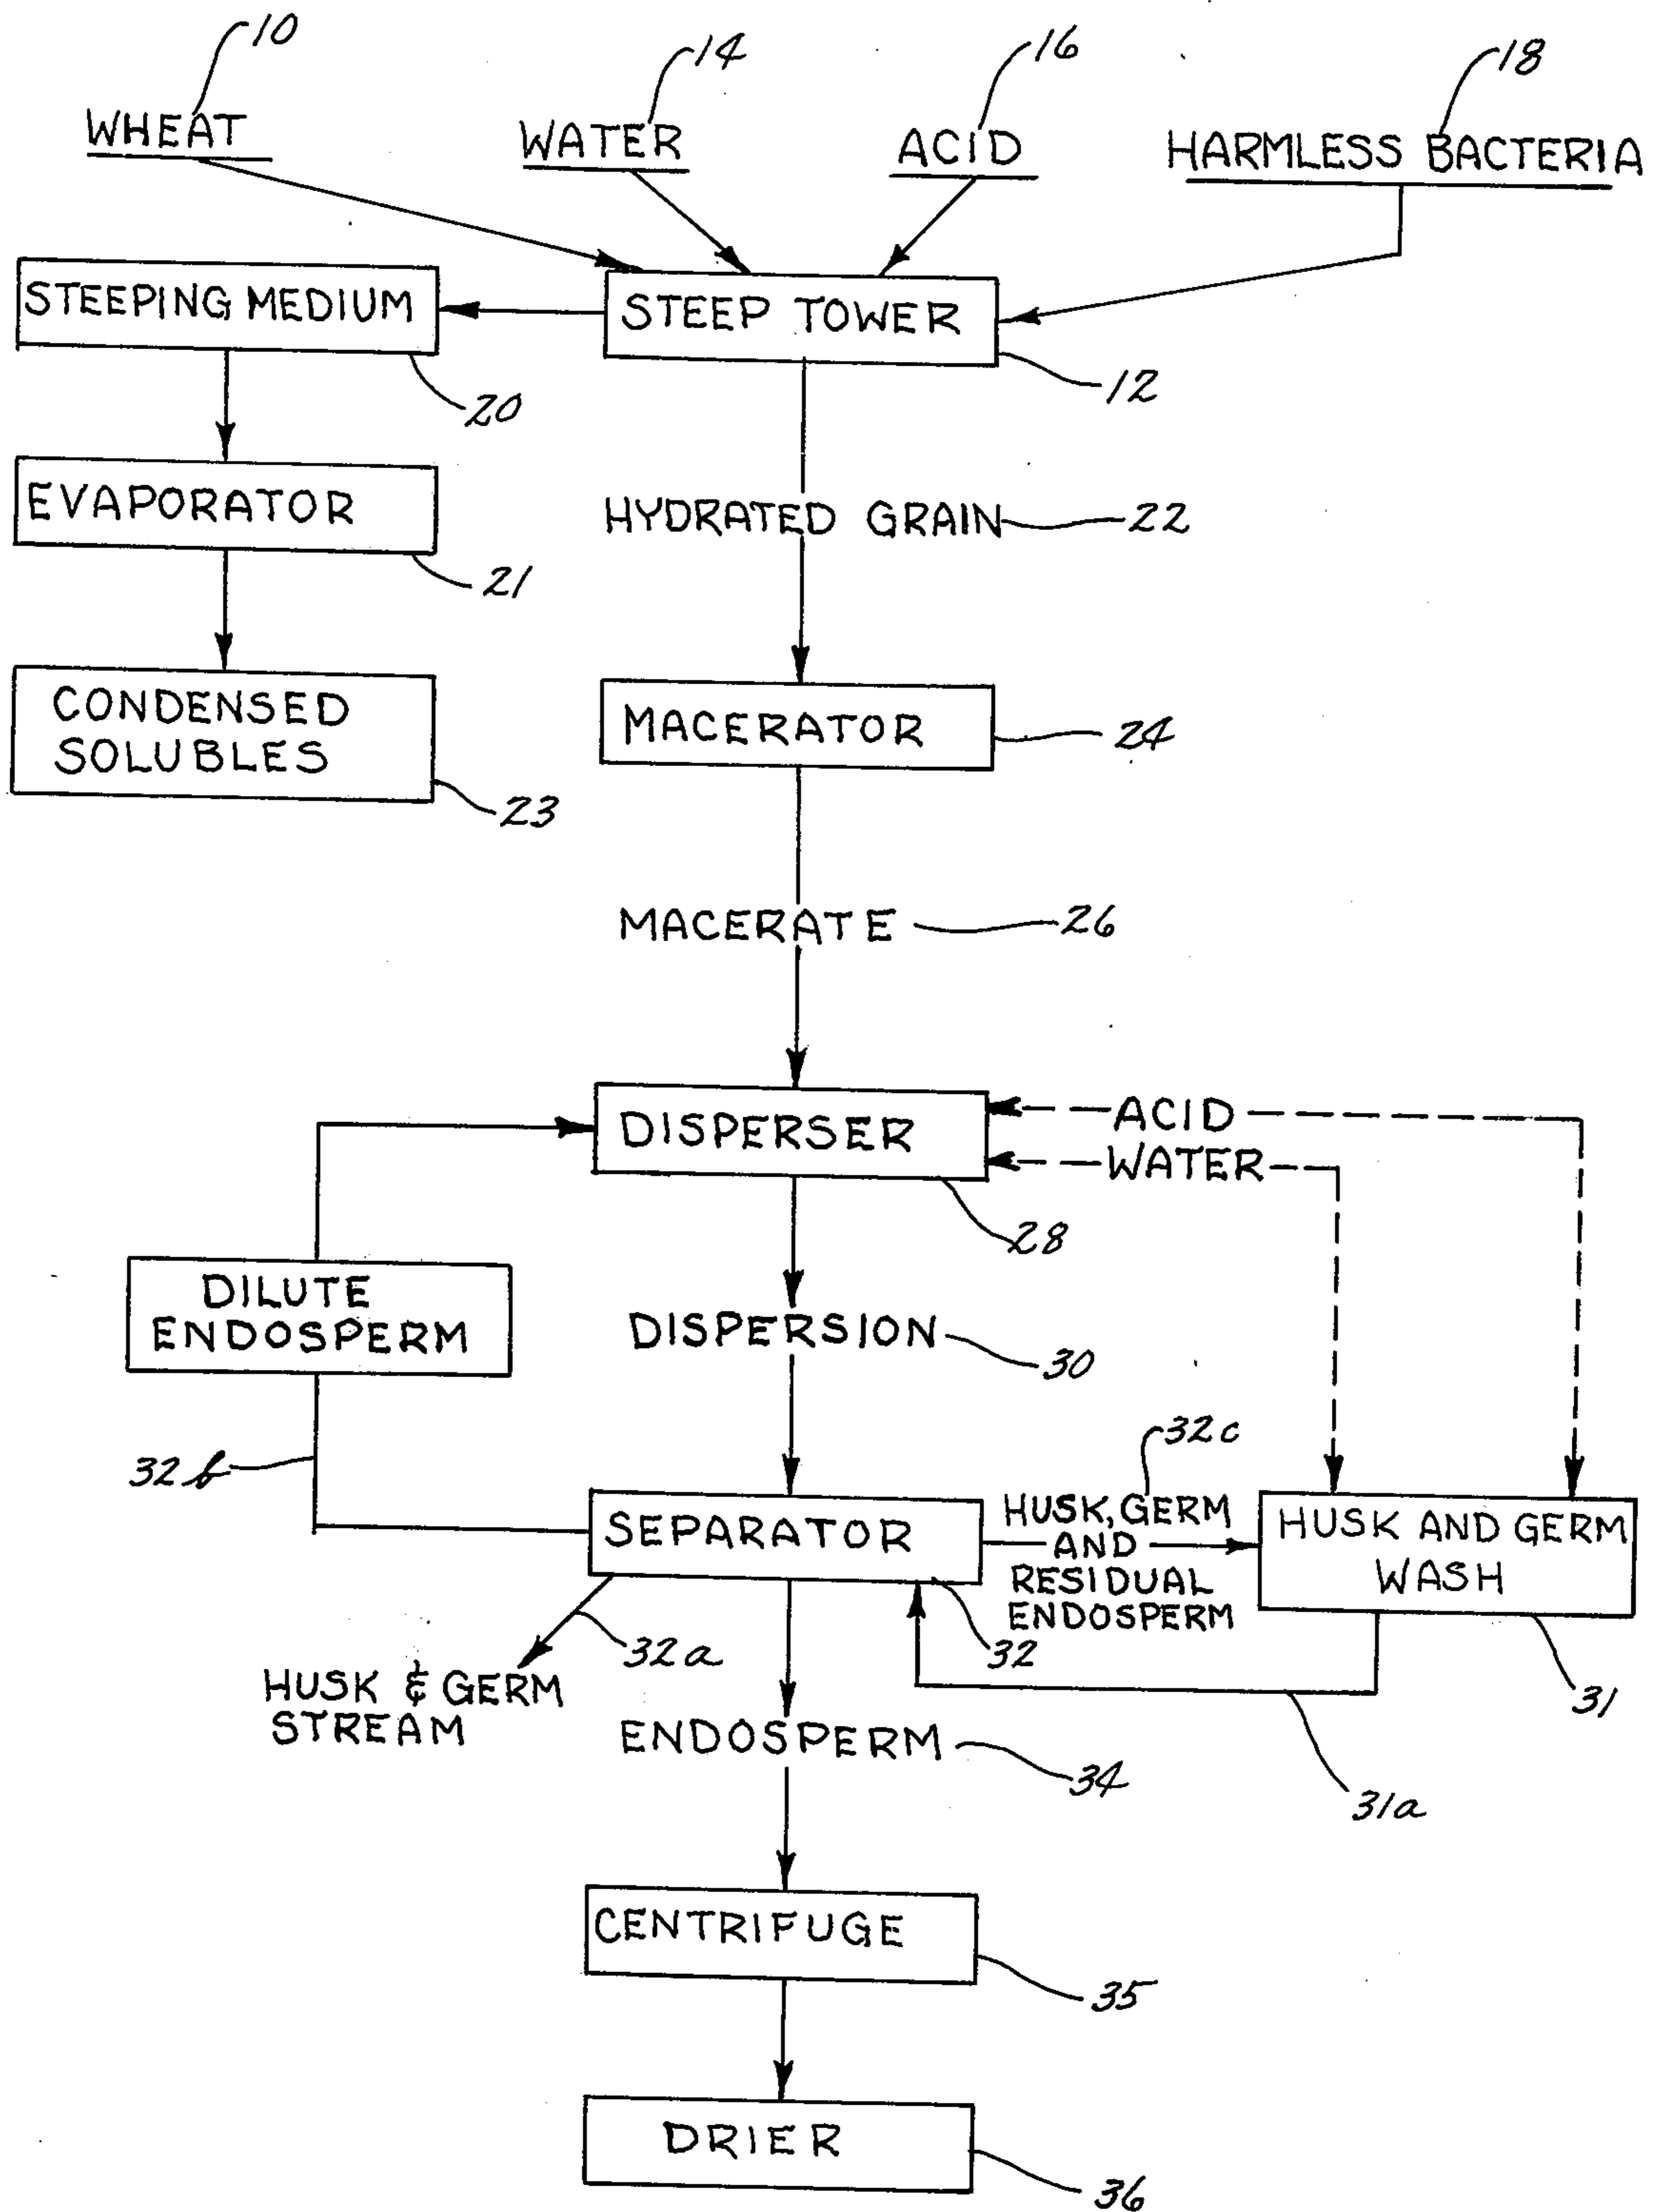 10
14
16
18
WHEAT
WATER
ACID
HARMLESS BACTERIA
STEEPING MEDIUM
STEEP TOWER
12
20
EVAPORATOR
HYDRATED GRAIN
22
21
CONDENSED
SOLUBLES
MACERATOR
24
23
MACERATE
26
DISPERSER
ACID
WATER
28
DILUTE
ENDOSPERM
DISPERSION
30
32c
32b
SEPARATOR
HUSK, GERM
AND
RESIDUAL
ENDOSPERM
HUSK AND GERM
WASH
32a
32
31
HUSK & GERM
STREAM
ENDOSPERM
34
31a
CENTRIFUGE
35
DRIER
36